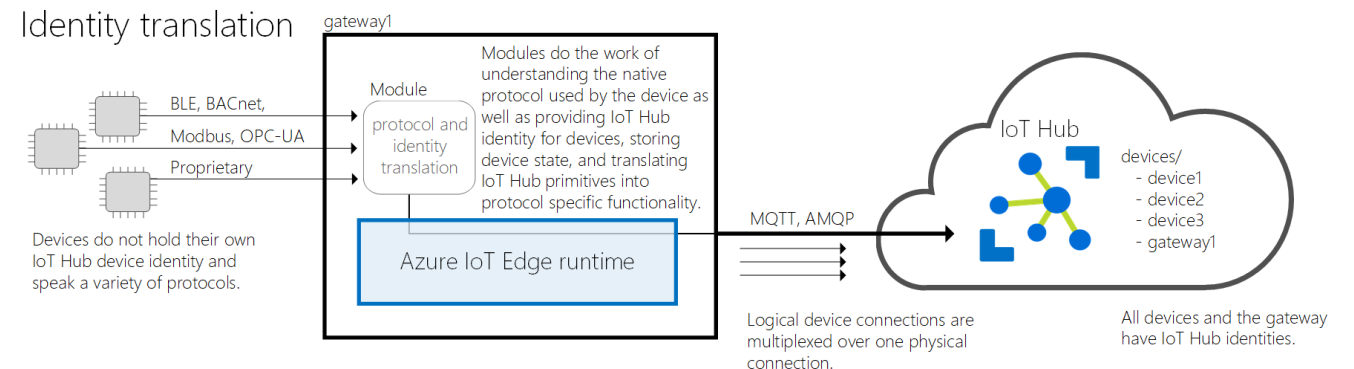 Identity translation
gateway1
BLE, BACnet,
Modbus, OPC-UA
Proprietary
Devices do not hold their own
IoT Hub device identity and
speak a variety of protocols.
Module
protocol and
identity
translation
Modules do the work of
understanding the native
protocol used by the device as
well as providing IoT Hub
identity for devices, storing
device state, and translating
IoT Hub primitives into
protocol specific functionality.
Azure IoT Edge runtime
MQTT, AMQP
Logical device connections are
multiplexed over one physical
connection.
IoT Hub
devices/
- device1
- device2
- device3
- gateway1
All devices and the gateway
have IoT Hub identities.